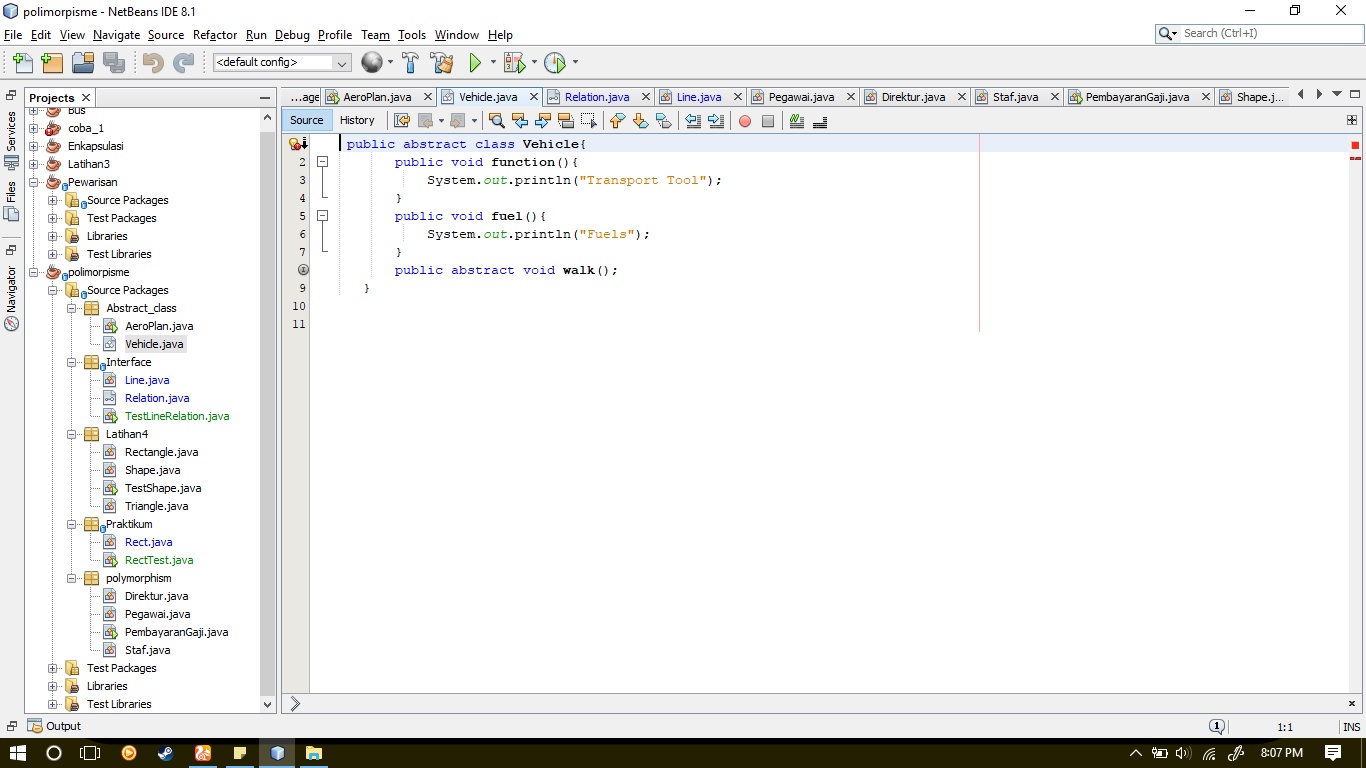 polimorpisme - NetBeans IDE 8.1
File Edit View Navigate Source Refactor Run Debug Profile Team Tools Window Help
Search (Ctrl+I)
<default config>
Projects
...age AeroPlan.java Vehicle.java Relation.java Line.java Pegawai.java Direktur.java Staf.java PembayaranGaji.java Shape.j...
Services
Files
Navigator
Source History
Bus
coba_1
Enkapsulasi
Latihan3
Pewarisan
Source Packages
Test Packages
Libraries
Test Libraries
polimorpisme
Source Packages
Abstract_class
AeroPlan.java
Vehicle.java
Interface
Line.java
Relation.java
TestLineRelation.java
Latihan4
Rectangle.java
Shape.java
TestShape.java
Triangle.java
Praktikum
Rect.java
RectTest.java
polymorphism
Direktur.java
Pegawai.java
PembayaranGaji.java
Staf.java
Test Packages
Libraries
Test Libraries
public abstract class Vehicle{
2 public void function(){
3 System.out.println("Transport Tool");
4 }
5 public void fuel(){
6 System.out.println("Fuels");
7 }
public abstract void walk();
9 }
10
11
Output
1
1:1
INS
8:07 PM